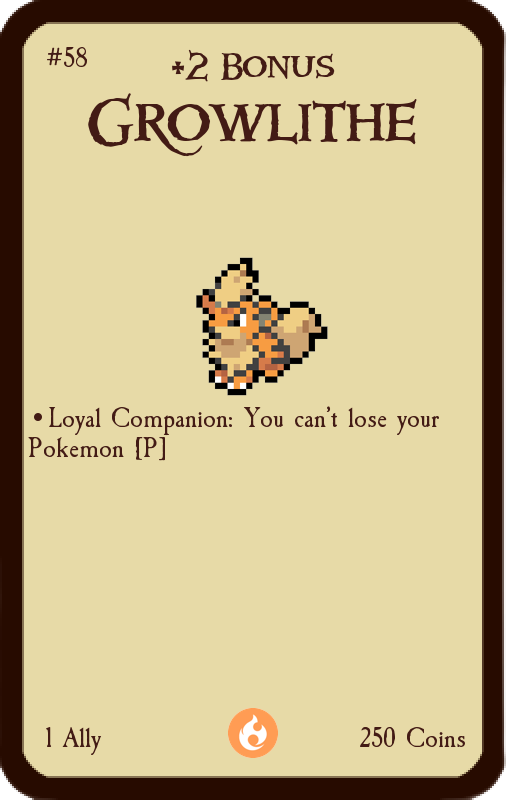 #58
+2 Bonus
Growlithe
•Loyal Companion: You can't lose your
Pokemon [P]
1 Ally
250 Coins